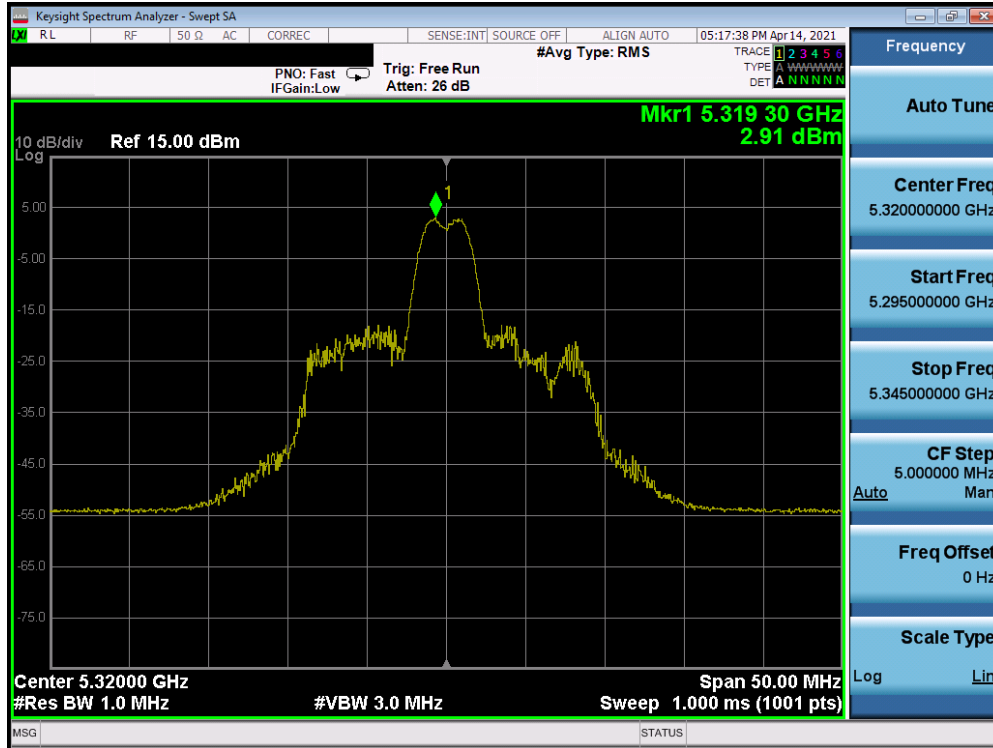 Keysight Spectrum Analyzer - Swept SA
LXI RL RF 50 Ω AC CORREC SENSE:INT SOURCE OFF ALIGN AUTO 05:17:38 PM Apr 14, 2021
#Avg Type: RMS
TRACE 1 2 3 4 5 6
PNO: Fast Trig: Free Run TYPE A WWWWW
IFGain:Low Atten: 26 dB DET A NNNNN
Mkr1 5.319 30 GHz
2.91 dBm
10 dB/div Ref 15.00 dBm
Log
1
5.00
-5.00
-15.0
-25.0
-35.0
-45.0
-55.0
-65.0
-75.0
Center 5.32000 GHz Span 50.00 MHz
#Res BW 1.0 MHz #VBW 3.0 MHz Sweep 1.000 ms (1001 pts)
MSG STATUS
Frequency
Auto Tune
Center Freq
5.320000000 GHz
Start Freq
5.295000000 GHz
Stop Freq
5.345000000 GHz
CF Step
5.000000 MHz
Auto Man
Freq Offset
0 Hz
Scale Type
Log Lin